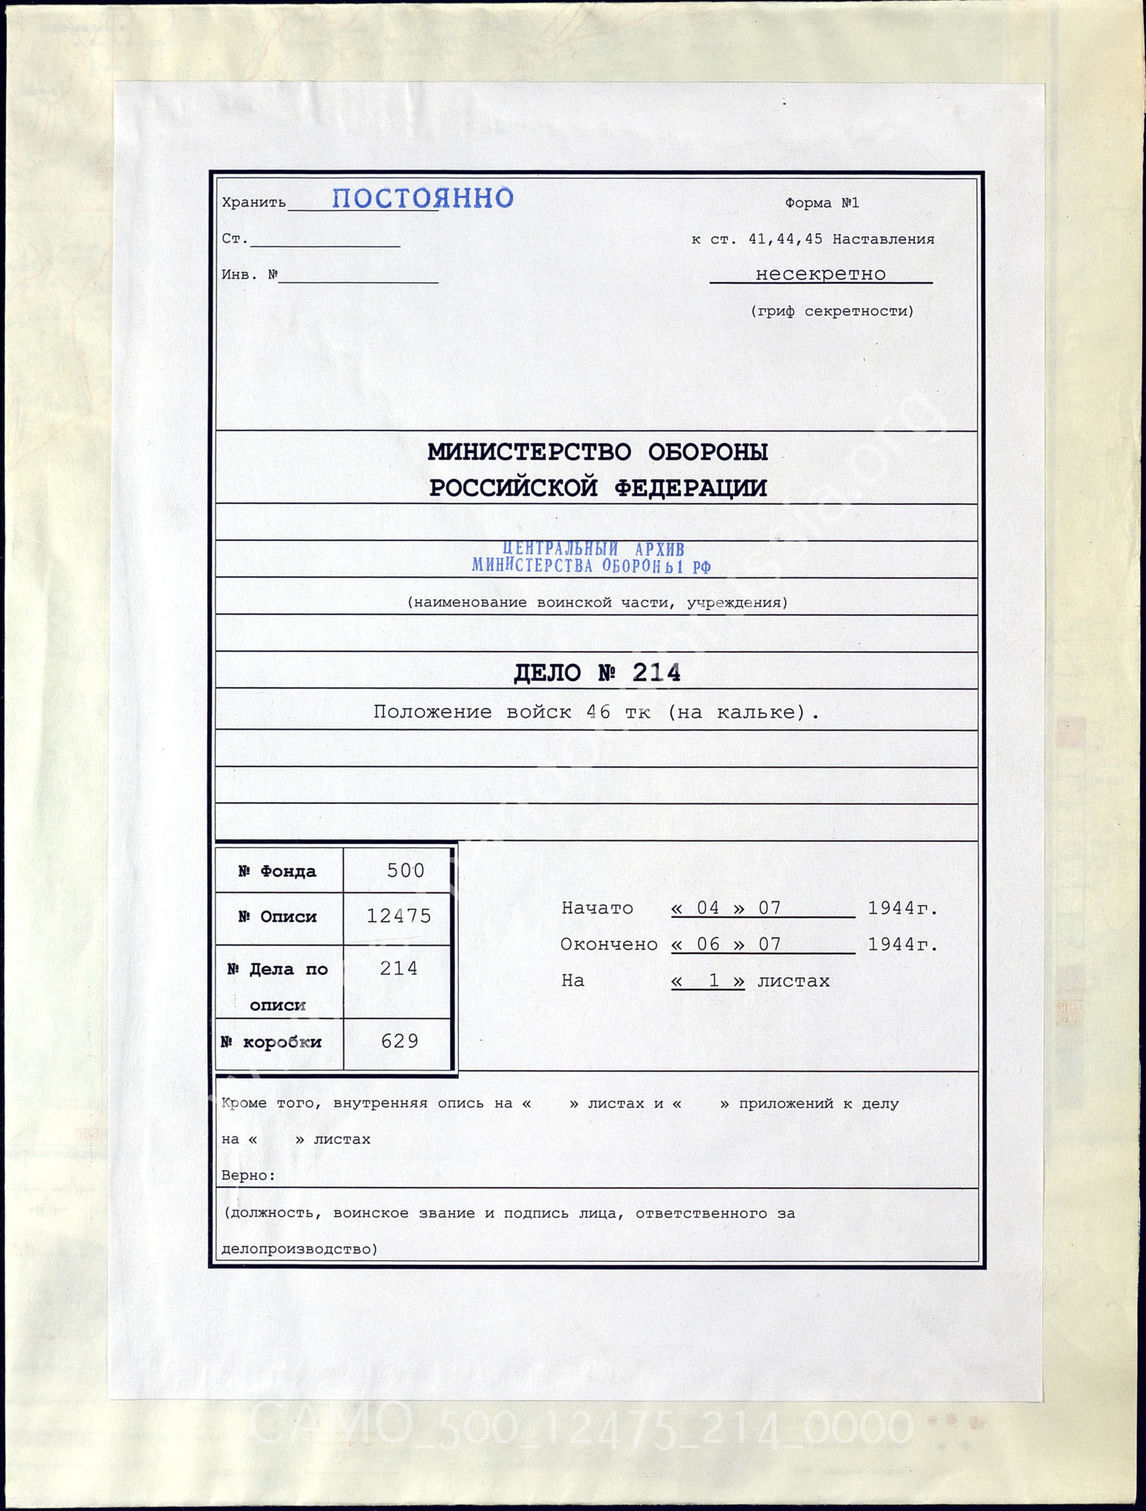 Хранить ПОСТОЯННО
Форма №1
Ст.
к ст. 41,44,45 Наставления
Инв. №
несекретно
(гриф секретности)
МИНИСТЕРСТВО ОБОРОНЫ
РОССИЙСКОЙ ФЕДЕРАЦИИ
ЦЕНТРАЛЬНЫЙ АРХИВ
МИНИСТЕРСТВА ОБОРОНЫ РФ
(наименование воинской части, учреждения)
ДЕЛО № 214
Положение войск 46 тк (на кальке).
№ Фонда 500
№ Описи 12475
№ Дела по описи 214
№ коробки 629
Начато « 04 » 07 1944г.
Окончено « 06 » 07 1944г.
На « 1 » листах
Кроме того, внутренняя опись на « » листах и « » приложений к делу
на « » листах
Верно:
(должность, воинское звание и подпись лица, ответственного за
делопроизводство)
CAMO_500_12475_214_0000